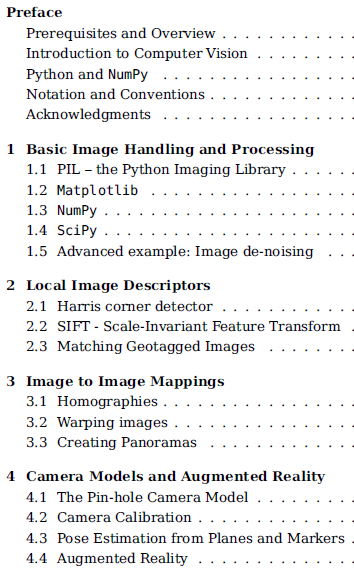 Preface
Prerequisites and Overview . . . . . . . . . . . .
Introduction to Computer Vision . . . . . . . . . .
Python and NumPy . . . . . . . . . . . . . . . . .
Notation and Conventions . . . . . . . . . . . . .
Acknowledgments . . . . . . . . . . . . . . . . .
1 Basic Image Handling and Processing
1.1 PIL – the Python Imaging Library . . . . . .
1.2 Matplotlib . . . . . . . . . . . . . . . . . .
1.3 NumPy . . . . . . . . . . . . . . . . . . . . . .
1.4 SciPy . . . . . . . . . . . . . . . . . . . . . .
1.5 Advanced example: Image de-noising . . .
2 Local Image Descriptors
2.1 Harris corner detector . . . . . . . . . . . .
2.2 SIFT - Scale-Invariant Feature Transform .
2.3 Matching Geotagged Images . . . . . . . .
3 Image to Image Mappings
3.1 Homographies . . . . . . . . . . . . . . . . .
3.2 Warping images . . . . . . . . . . . . . . . .
3.3 Creating Panoramas . . . . . . . . . . . . .
4 Camera Models and Augmented Reality
4.1 The Pin-hole Camera Model . . . . . . . . .
4.2 Camera Calibration . . . . . . . . . . . . . .
4.3 Pose Estimation from Planes and Markers .
4.4 Augmented Reality . . . . . . . . . . . . . .